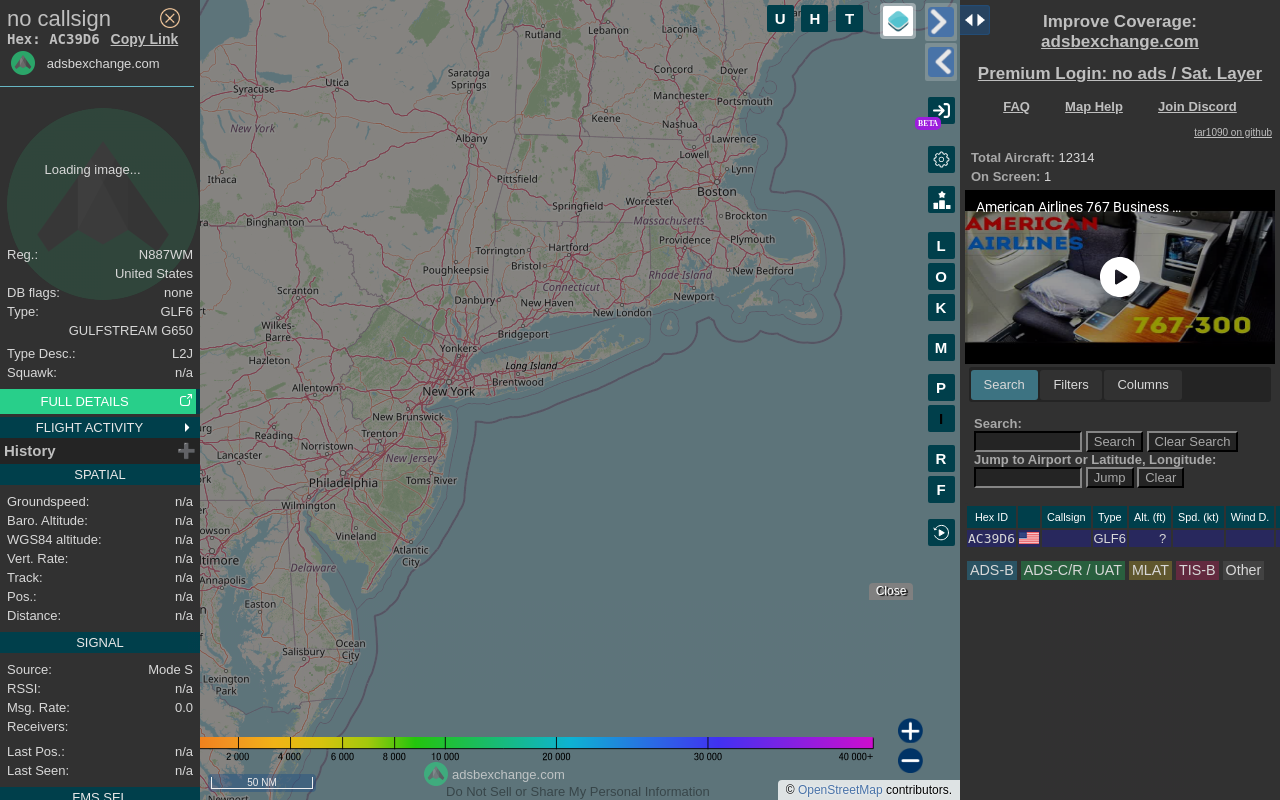 no callsign
Hex: AC39D6 Copy Link
adsbexchange.com
Loading image...
Reg.: N887WM
United States
DB flags: none
Type: GLF6
GULFSTREAM G650
Type Desc.: L2J
Squawk: n/a
FULL DETAILS
FLIGHT ACTIVITY
History
SPATIAL
Groundspeed: n/a
Baro. Altitude: n/a
WGS84 altitude: n/a
Vert. Rate: n/a
Track: n/a
Pos.: n/a
Distance: n/a
SIGNAL
Source: Mode S
RSSI: n/a
Msg. Rate: 0.0
Receivers:
Last Pos.: n/a
Last Seen: n/a
FMS SEL
U H T
Rutland
Lebanon
Laconia
Utica
Syracuse
Saratoga
Springs
Concord
Dover
Manchester
Portsmouth
Keene
Nashua
New York
Albany
Lawrence
Lowell
Lynn
Ithaca
Pittsfield
Boston
Worcester
Springfield
Binghamton
Massachusetts
Brockton
Plymouth
Providence
Hartford
Torrington
Bristol
Poughkeepsie
New Bedford
Rhode Island
Connecticut
Scranton
Danbury
New Haven
New London
Newport
Wilkes-
Barre
Bridgeport
Yonkers
Hazleton
Long Island
Brentwood
Allentown
New York
New Brunswick
Reading
Trenton
Norristown
Lancaster
New Jersey
Toms River
Philadelphia
Wilmington
Vineland
Atlantic
City
Delaware
Annapolis
Easton
Ocean
City
Salisbury
Lexington
Park
BETA
L
O
K
M
P
I
R
F
Close
2 000 4 000 6 000 8 000 10 000 20 000 30 000 40 000+
50 NM
adsbexchange.com
Do Not Sell or Share My Personal Information
© OpenStreetMap contributors.
Improve Coverage:
adsbexchange.com
Premium Login: no ads / Sat. Layer
FAQ Map Help Join Discord
tar1090 on github
Total Aircraft: 12314
On Screen: 1
American Airlines 767 Business ...
AMERICAN
AIRLINES
767-300
Search Filters Columns
Search:
Search Clear Search
Jump to Airport or Latitude, Longitude:
Jump Clear
Hex ID Callsign Type Alt. (ft) Spd. (kt) Wind D.
AC39D6 GLF6 ?
ADS-B ADS-C/R / UAT MLAT TIS-B Other